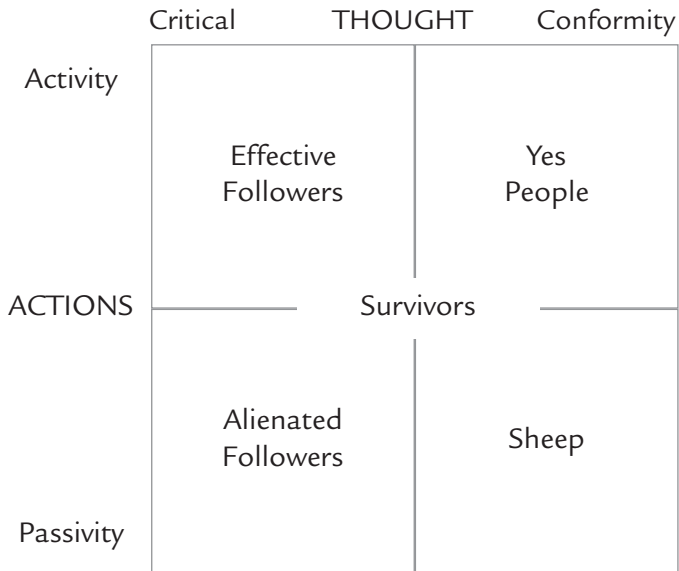 Critical THOUGHT Conformity
Activity
Effective
Followers
Yes
People
ACTIONS
Survivors
Alienated
Followers
Sheep
Passivity